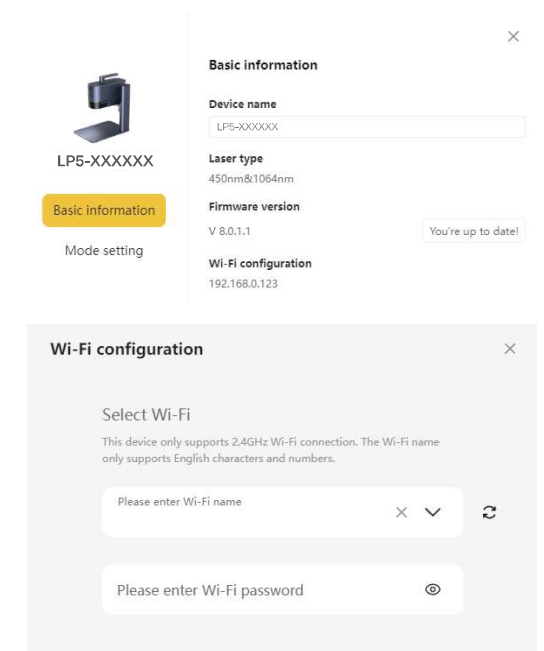 Basic information
Device name
LP5-XXXXXX
LP5-XXXXXX
Laser type
450nm&1064nm
Basic information
Firmware version
V 8.0.1.1
You're up to date!
Mode setting
Wi-Fi configuration
192.168.0.123
Wi-Fi configuration
Select Wi-Fi
This device only supports 2.4GHz Wi-Fi connection. The Wi-Fi name
only supports English characters and numbers.
Please enter Wi-Fi name
Please enter Wi-Fi password